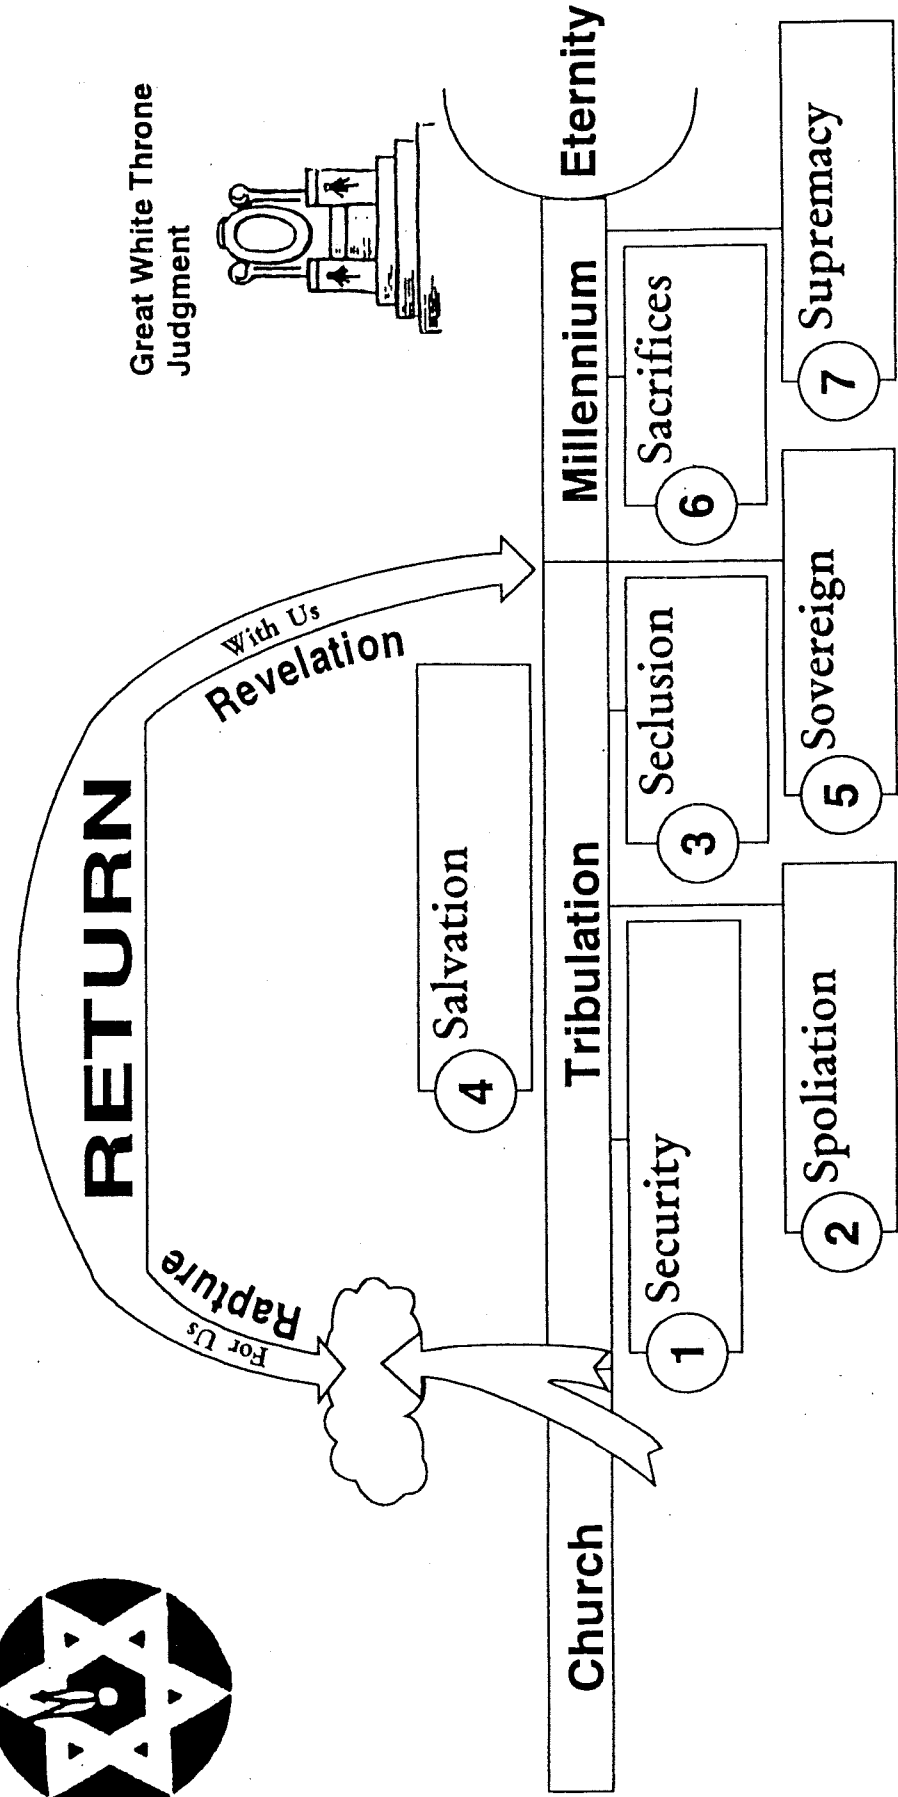 Great White Throne
Judgment
RETURN
Rapture
For Us
With Us
Revelation
4
Salvation
Church
Tribulation
Millennium
Eternity
1
Security
3
Seclusion
6
Sacrifices
2
Spoliation
5
Sovereign
7
Supremacy